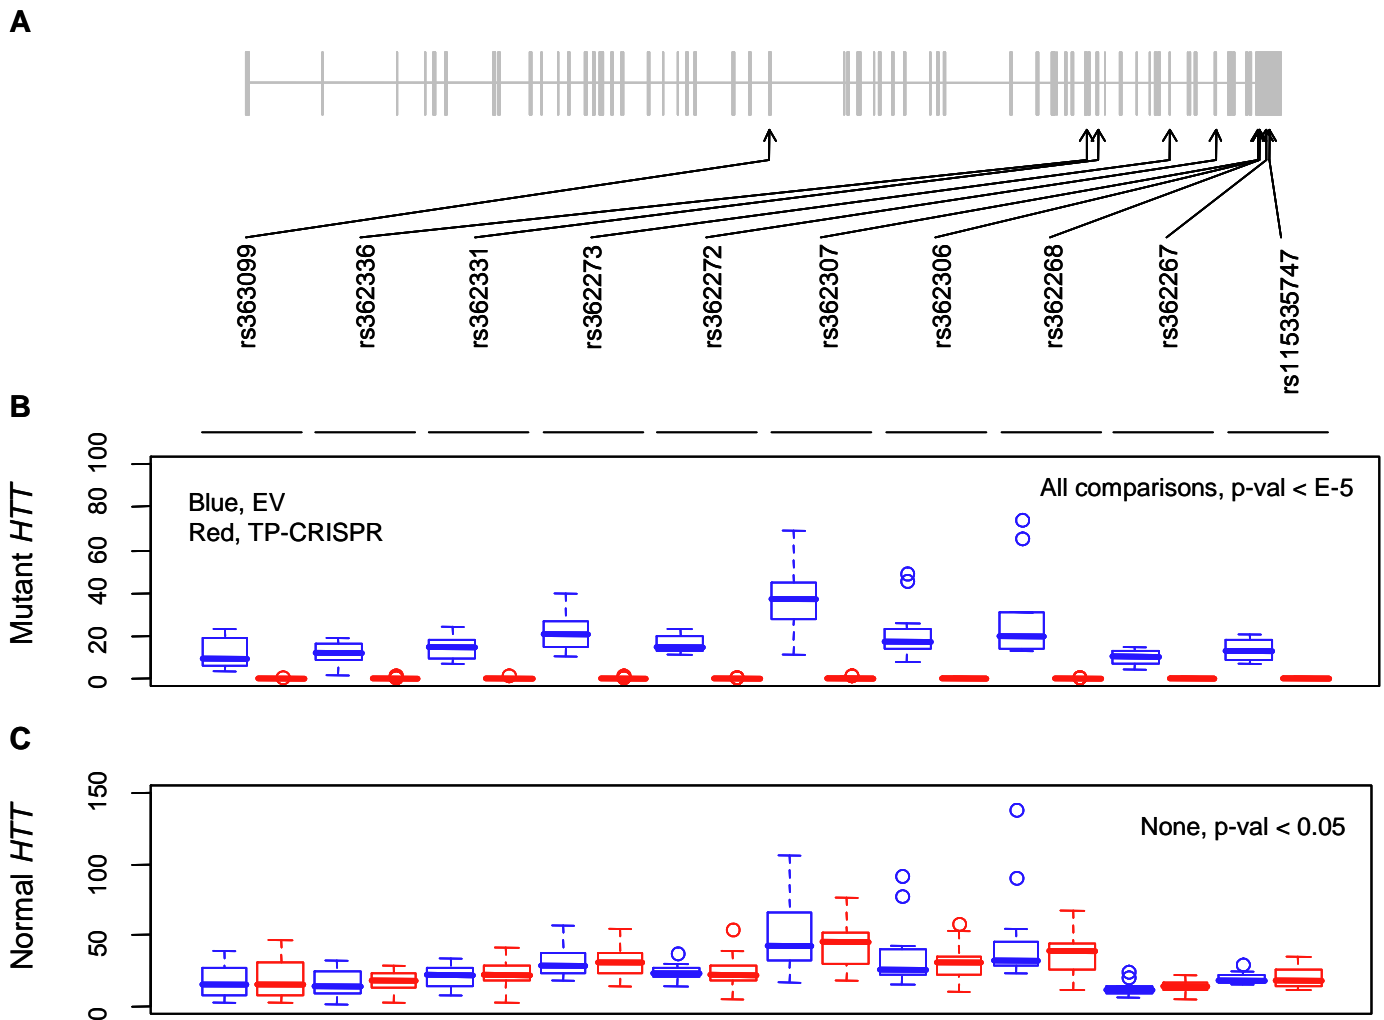 A
rs363099
rs362336
rs362331
rs362273
rs362272
rs362307
rs362306
rs362268
rs362267
rs115335747
B
Mutant HTT
100
80
60
40
20
0
Blue, EV
Red, TP-CRISPR
All comparisons, p-val < E-5
C
Normal HTT
150
100
50
0
None, p-val < 0.05